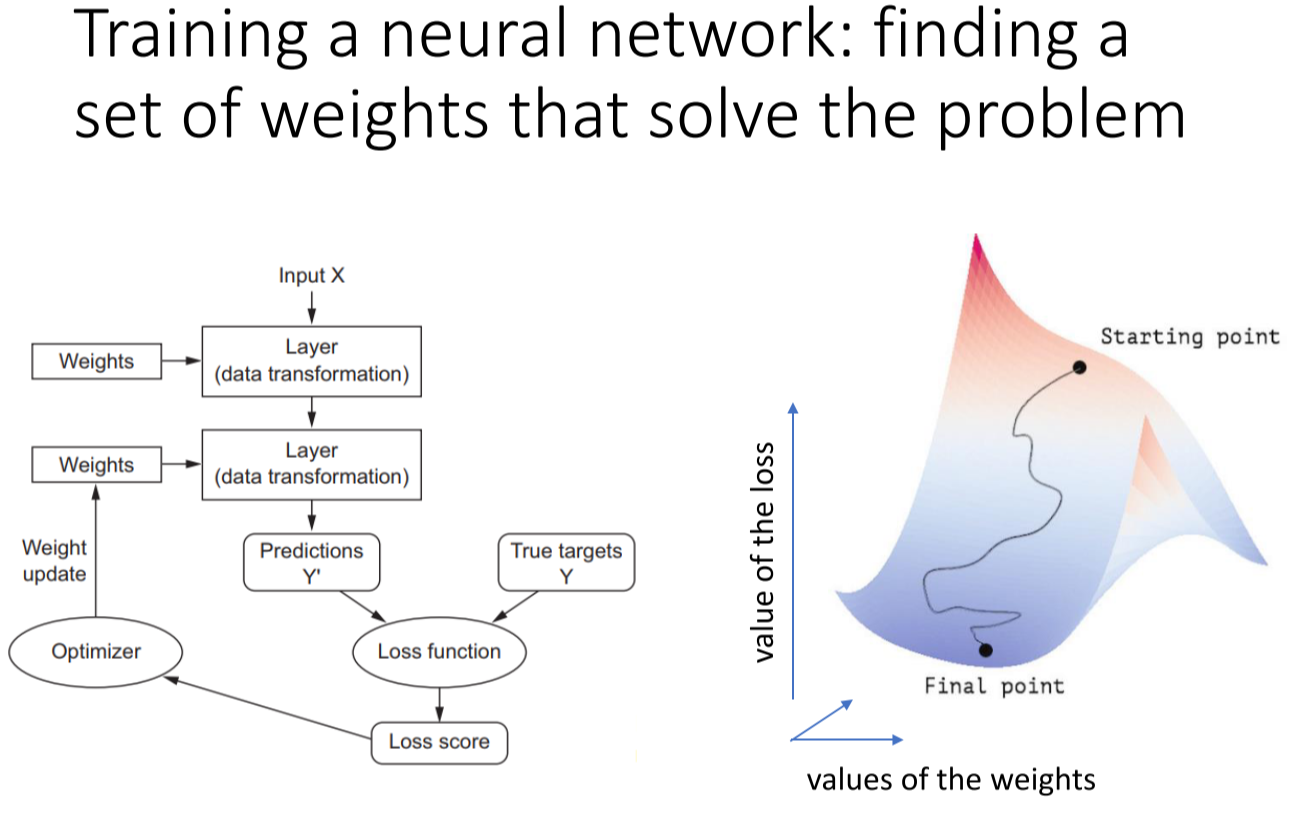 Training a neural network: finding a
set of weights that solve the problem
Input X
Weights
Layer
(data transformation)
Weights
Layer
(data transformation)
Weight
update
Predictions
Y'
True targets
Y
Optimizer
Loss function
Loss score
Starting point
value of the loss
Final point
values of the weights